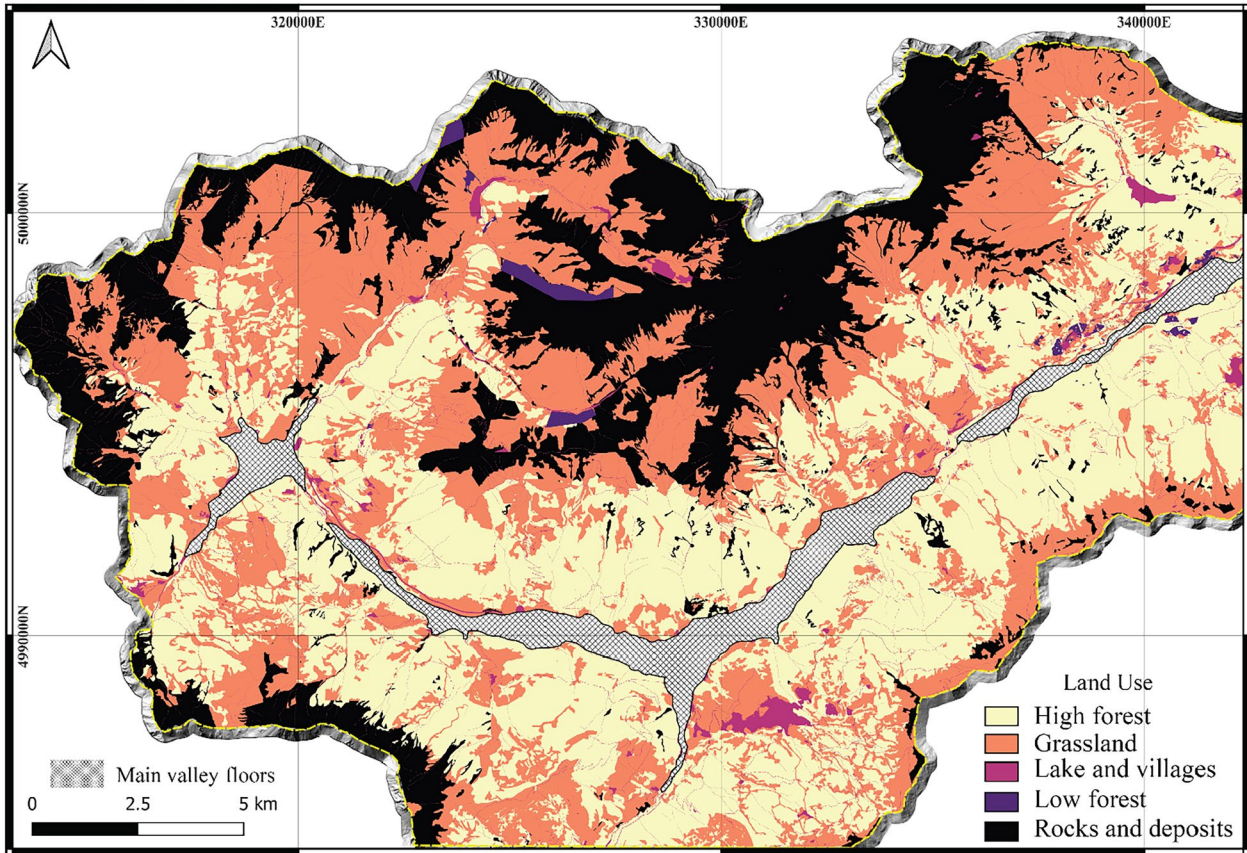 320000E
330000E
340000E
5000000N
4990000N
Land Use
High forest
Grassland
Lake and villages
Low forest
Rocks and deposits
Main valley floors
0 2.5 5 km